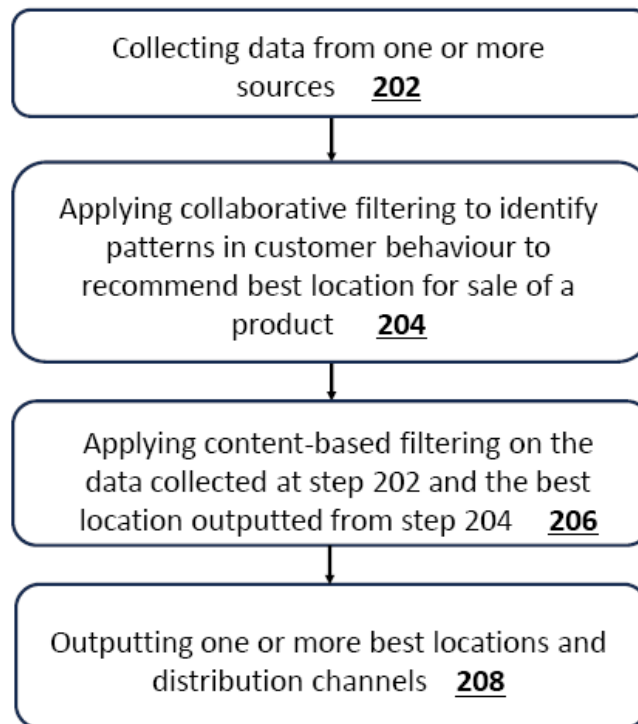 Collecting data from one or more
sources 202
Applying collaborative filtering to identify
patterns in customer behaviour to
recommend best location for sale of a
product 204
Applying content-based filtering on the
data collected at step 202 and the best
location outputted from step 204 206
Outputting one or more best locations and
distribution channels 208